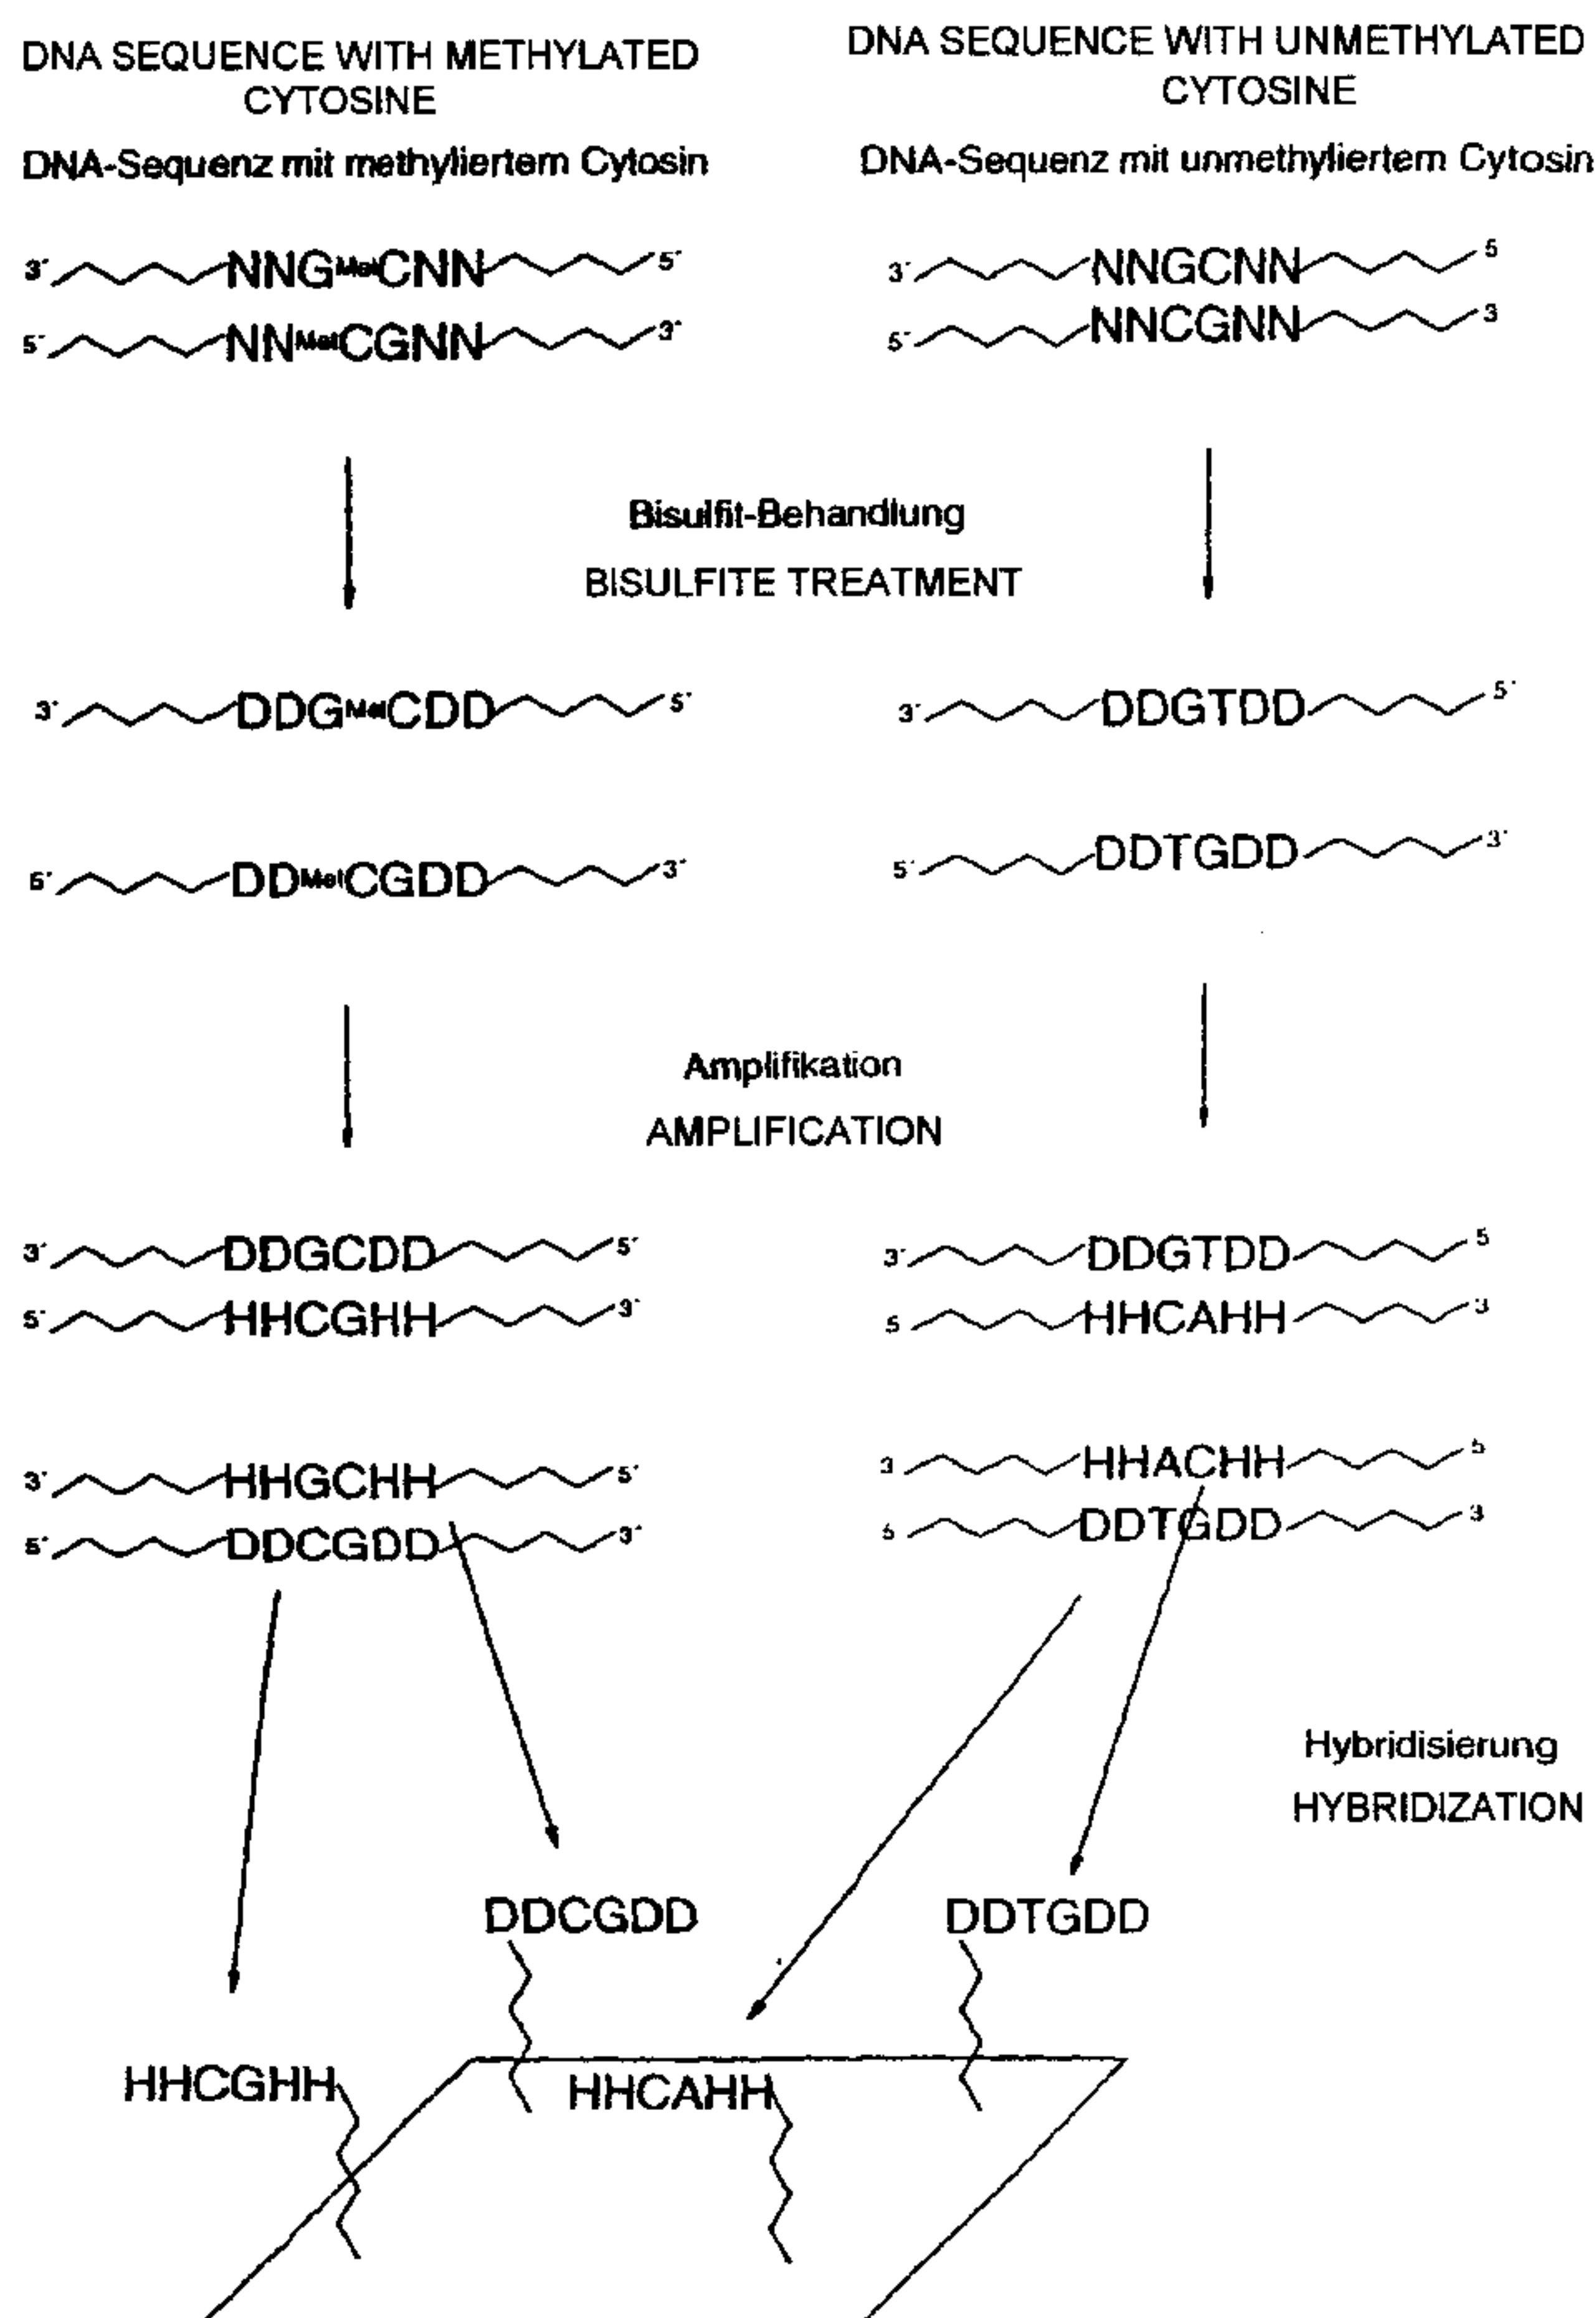 DNA SEQUENCE WITH METHYLATED
CYTOSINE
DNA-Sequenz mit methyliertem Cytosin
DNA SEQUENCE WITH UNMETHYLATED
CYTOSINE
DNA-Sequenz mit unmethyliertem Cytosin
3´ NNGMetCNN 5´
5´ NNMetCGNN 3´
3´ NNGCNN 5
5´ NNCGNN 3
Bisulfit-Behandlung
BISULFITE TREATMENT
3´ DDGMetCDD 5´
5´ DDMetCGDD 3´
3´ DDGTDD 5´
5´ DDTGDD 3´
Amplifikation
AMPLIFICATION
3´ DDGCDD 5´
5´ HHCGHH 3´
3´ DDGTDD 5
5 HHCAHH 3
3´ HHGCHH 5´
5´ DDCGDD 3´
3 HHACHH 5
5 DDTGDD 3
Hybridisierung
HYBRIDIZATION
DDCGDD
DDTGDD
HHCGHH
HHCAHH